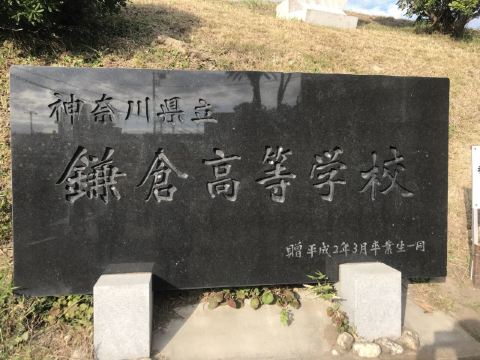 神奈川県立
鎌倉高等学校
贈 平成2年3月卒業生一同